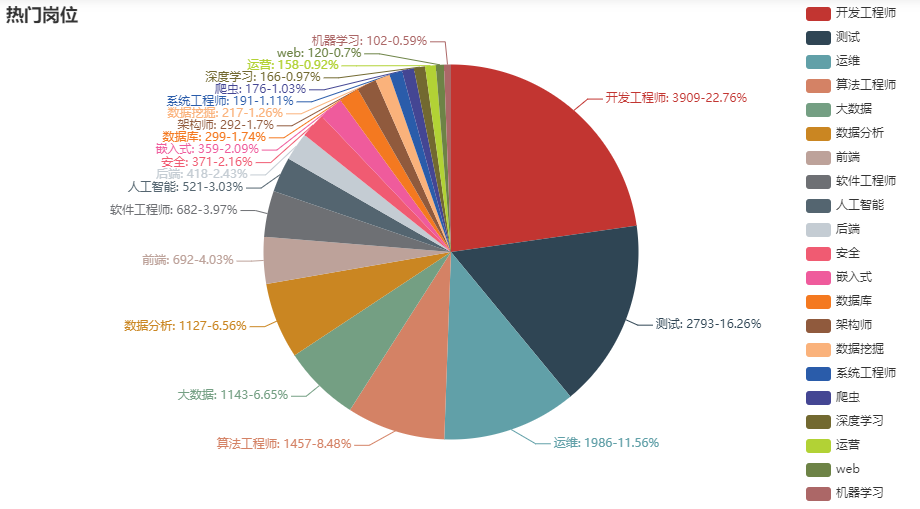 热门岗位
机器学习: 102-0.59%
web: 120-0.7%
运营: 158-0.92%
深度学习: 166-0.97%
爬虫: 176-1.03%
系统工程师: 191-1.11%
数据挖掘: 217-1.26%
架构师: 292-1.7%
数据库: 299-1.74%
嵌入式: 359-2.09%
安全: 371-2.16%
后端: 418-2.43%
人工智能: 521-3.03%
软件工程师: 682-3.97%
前端: 692-4.03%
数据分析: 1127-6.56%
大数据: 1143-6.65%
算法工程师: 1457-8.48%
开发工程师: 3909-22.76%
测试: 2793-16.26%
运维: 1986-11.56%
开发工程师
测试
运维
算法工程师
大数据
数据分析
前端
软件工程师
人工智能
后端
安全
嵌入式
数据库
架构师
数据挖掘
系统工程师
爬虫
深度学习
运营
web
机器学习